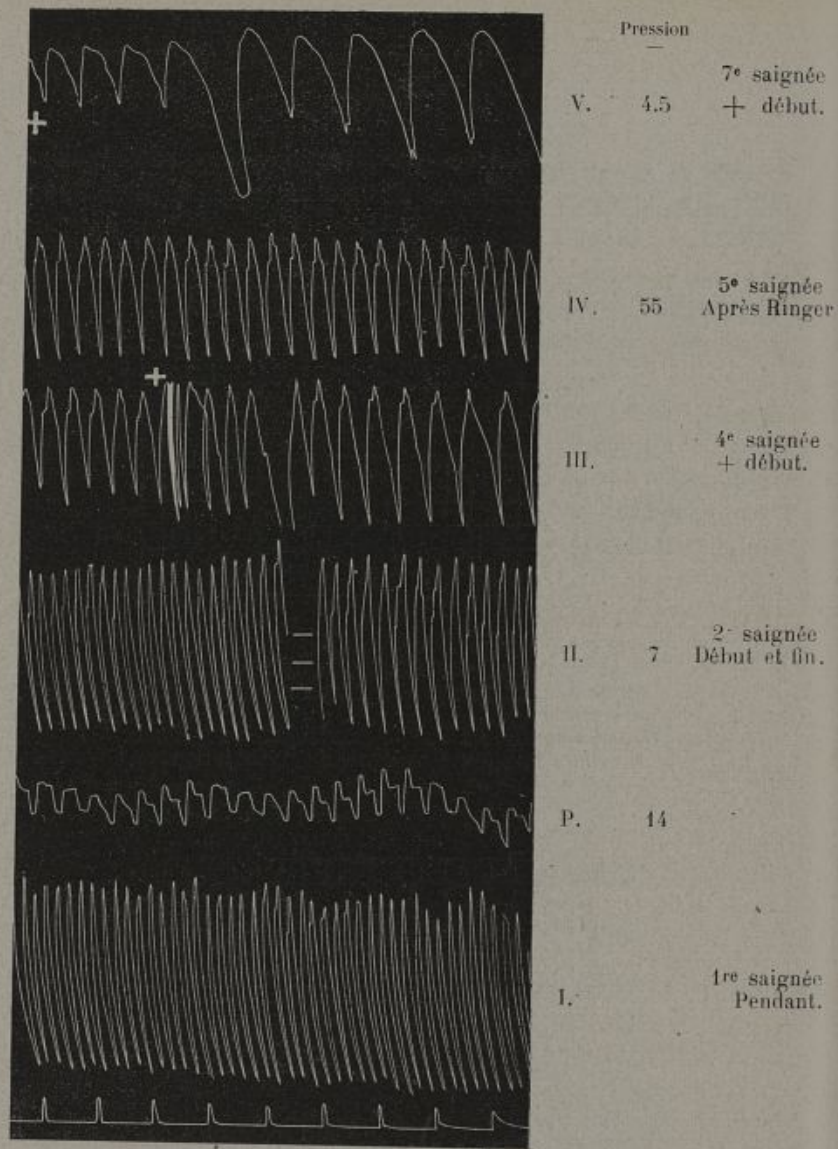 Pression
7e saignée
V. 4.5 + début.
5e saignée
IV. 55 Après Ringer
4e saignée
III. + début.
2- saignée
II. 7 Début et fin.
P. 14
1re saignée
I. Pendant.
+
+